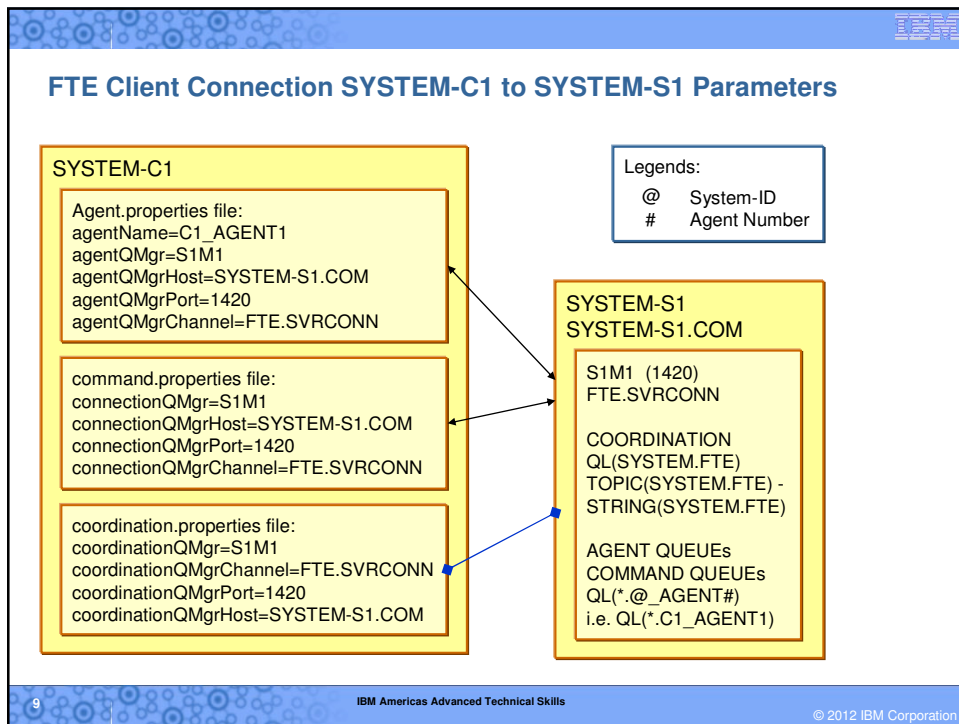 IBM
FTE Client Connection SYSTEM-C1 to SYSTEM-S1 Parameters
SYSTEM-C1
Agent.properties file:
agentName=C1_AGENT1
agentQMgr=S1M1
agentQMgrHost=SYSTEM-S1.COM
agentQMgrPort=1420
agentQMgrChannel=FTE.SVRCONN
command.properties file:
connectionQMgr=S1M1
connectionQMgrHost=SYSTEM-S1.COM
connectionQMgrPort=1420
connectionQMgrChannel=FTE.SVRCONN
coordination.properties file:
coordinationQMgr=S1M1
coordinationQMgrChannel=FTE.SVRCONN
coordinationQMgrPort=1420
coordinationQMgrHost=SYSTEM-S1.COM
Legends:
@ System-ID
# Agent Number
SYSTEM-S1
SYSTEM-S1.COM
S1M1 (1420)
FTE.SVRCONN
COORDINATION
QL(SYSTEM.FTE)
TOPIC(SYSTEM.FTE) -
STRING(SYSTEM.FTE)
AGENT QUEUEs
COMMAND QUEUEs
QL(*.@_AGENT#)
i.e. QL(*.C1_AGENT1)
9
IBM Americas Advanced Technical Skills
© 2012 IBM Corporation